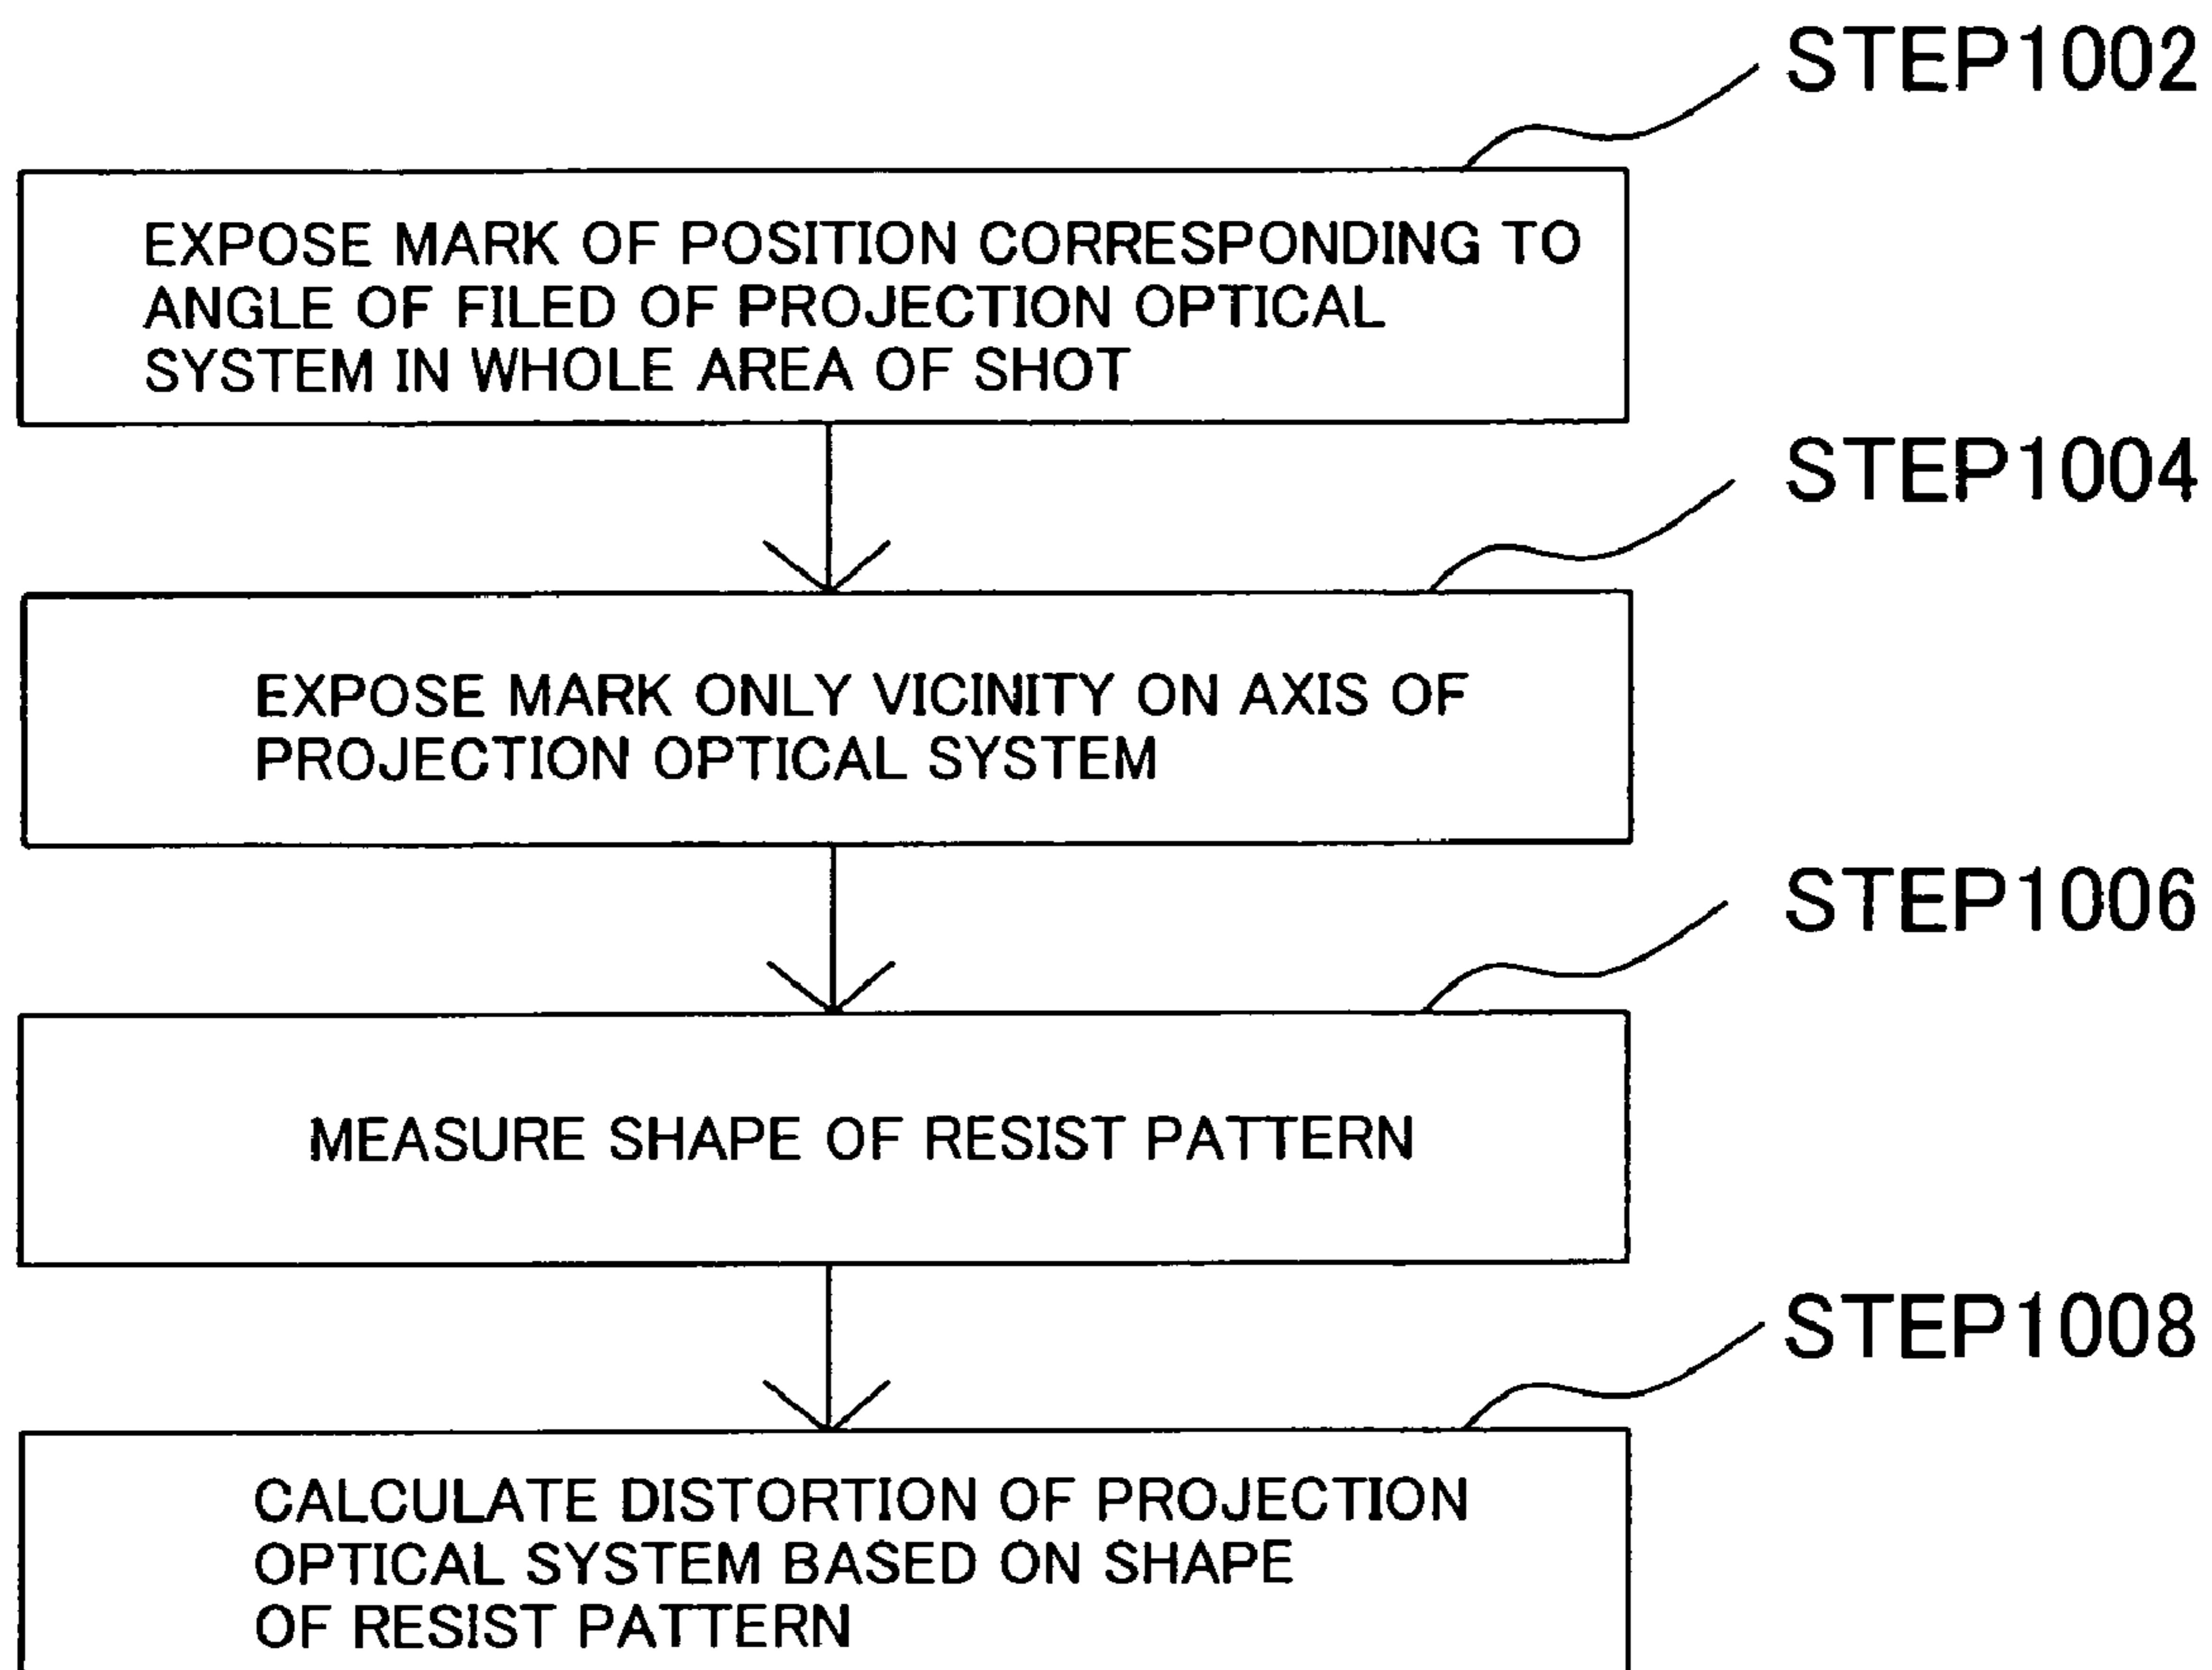 STEP1002
EXPOSE MARK OF POSITION CORRESPONDING TO
ANGLE OF FILED OF PROJECTION OPTICAL
SYSTEM IN WHOLE AREA OF SHOT
STEP1004
EXPOSE MARK ONLY VICINITY ON AXIS OF
PROJECTION OPTICAL SYSTEM
STEP1006
MEASURE SHAPE OF RESIST PATTERN
STEP1008
CALCULATE DISTORTION OF PROJECTION
OPTICAL SYSTEM BASED ON SHAPE
OF RESIST PATTERN